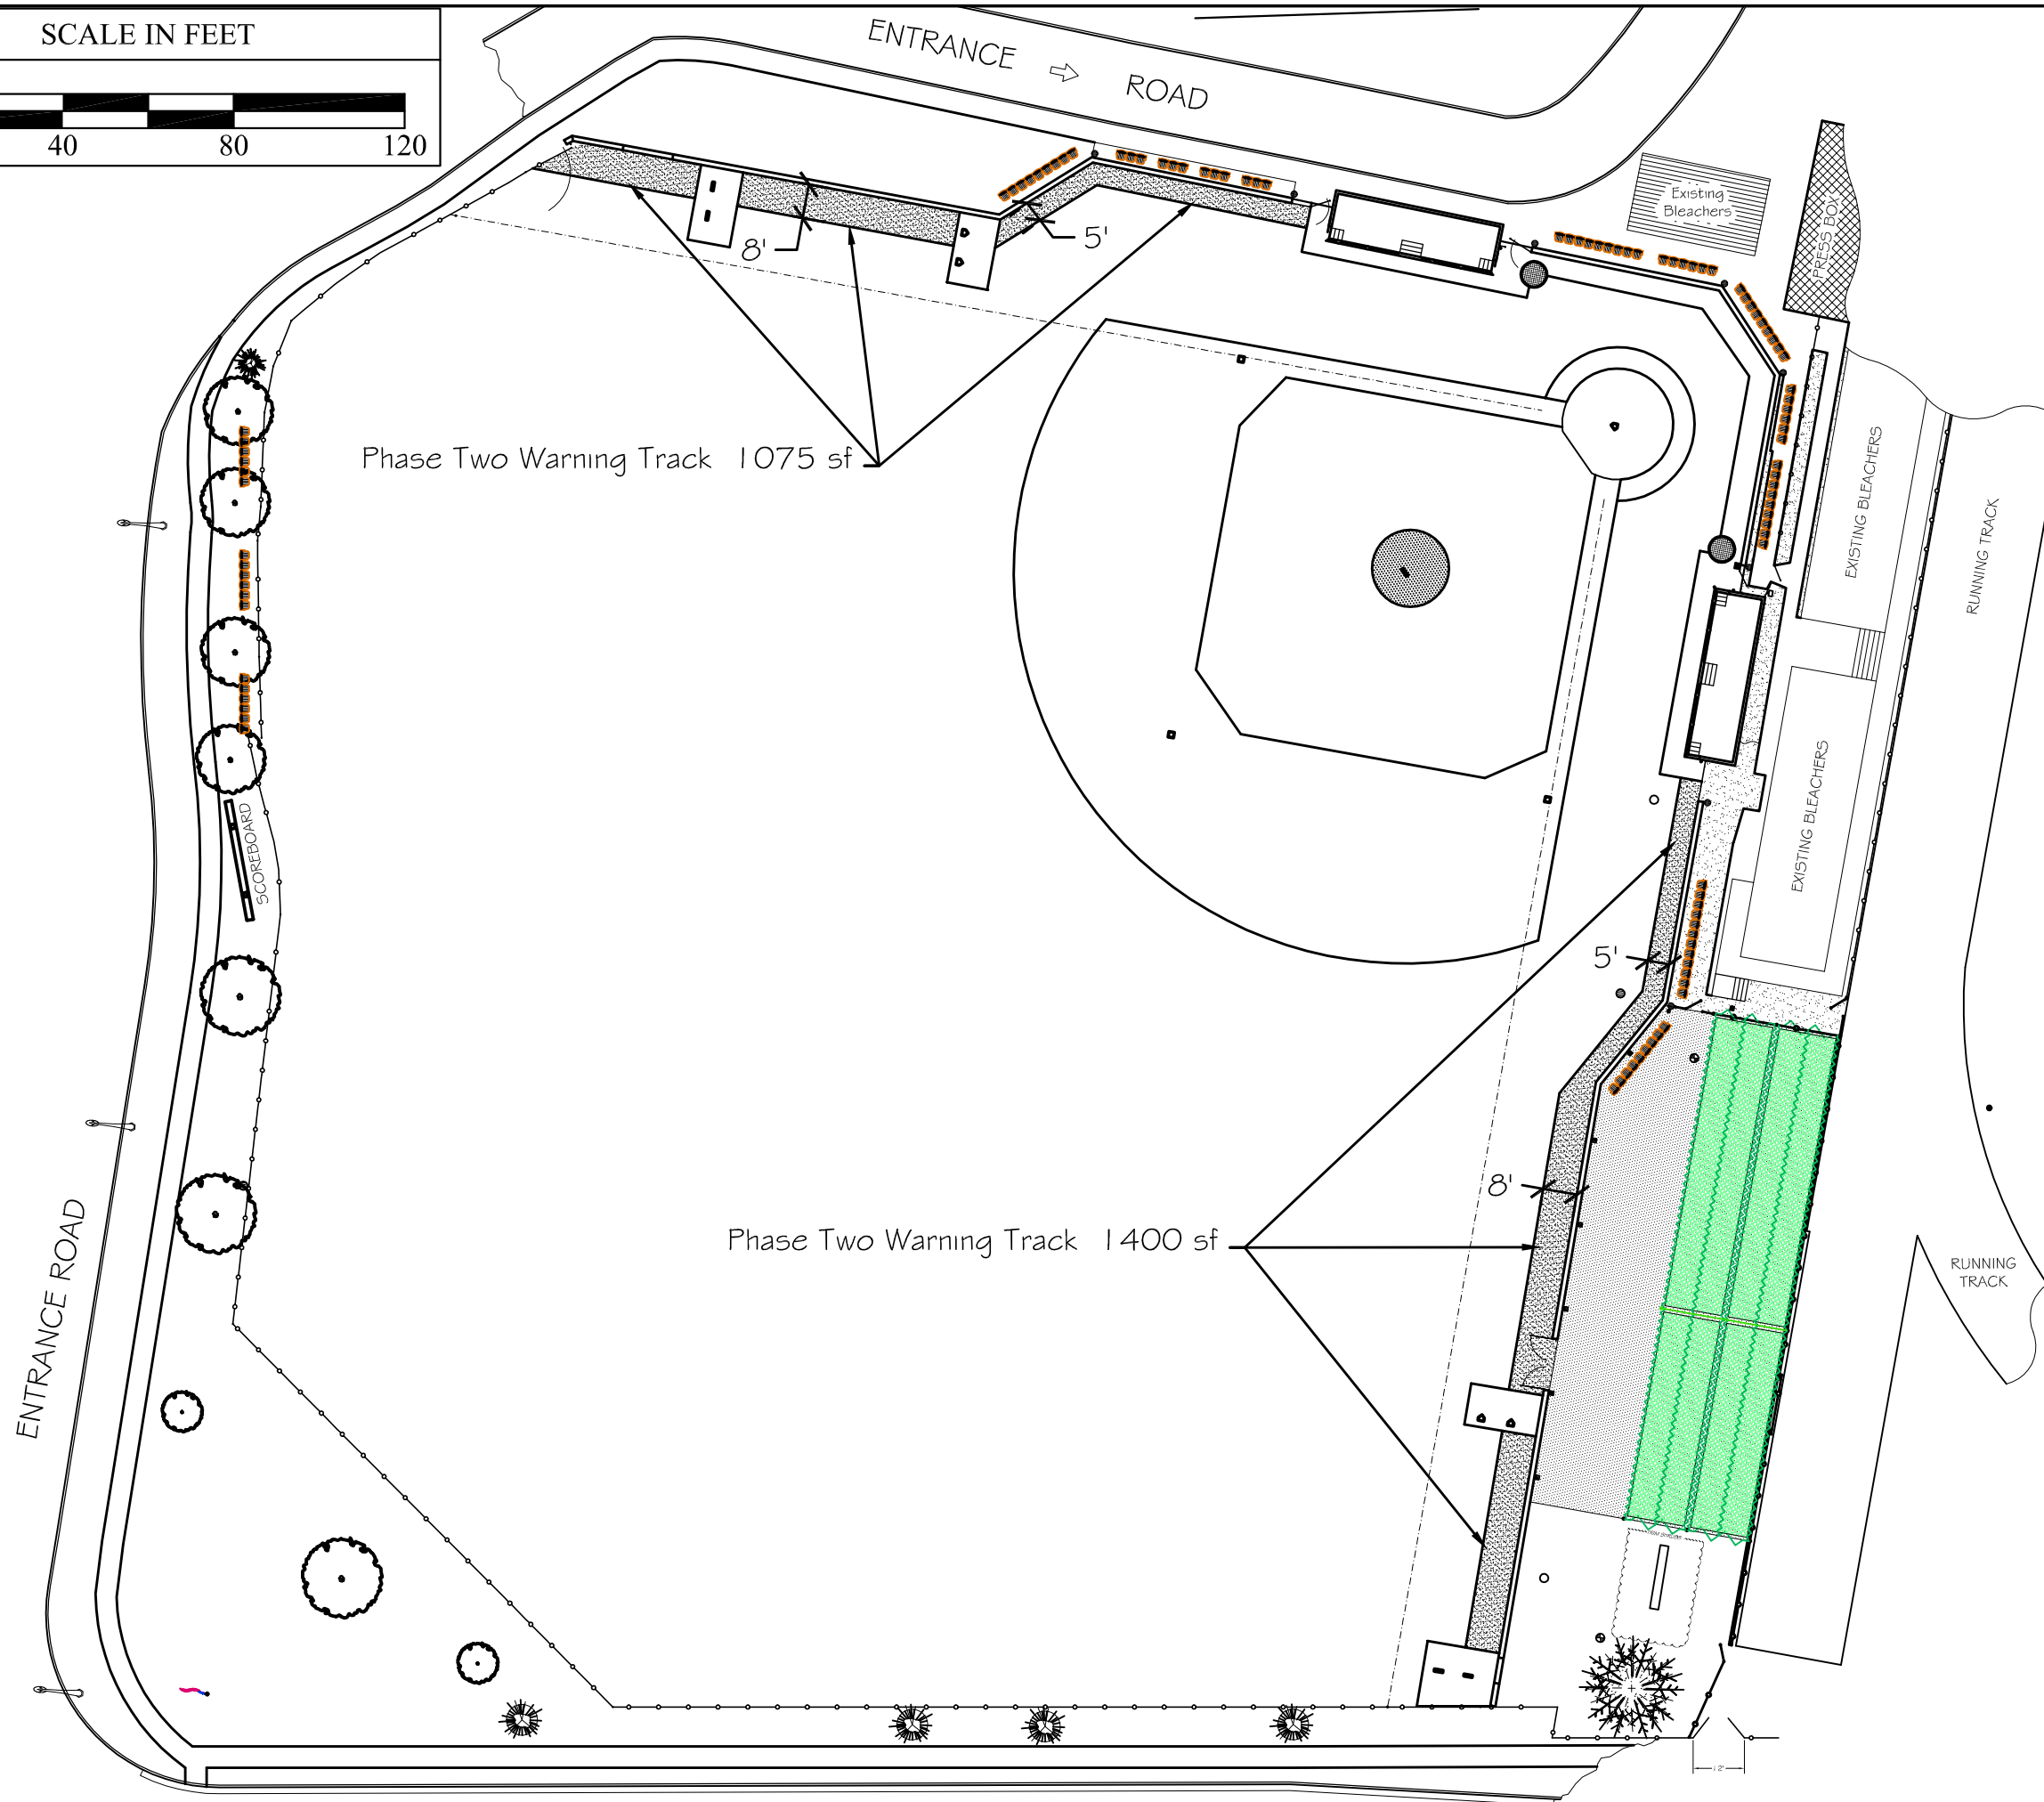 SCALE IN FEET
40 80 120
ENTRANCE
ROAD
Existing
Bleachers
PRESS BOX
8'
5'
Phase Two Warning Track 1075 sf
EXISTING BLEACHERS
RUNNING TRACK
EXISTING BLEACHERS
SCOREBOARD
5'
8'
Phase Two Warning Track 1400 sf
ENTRANCE ROAD
RUNNING
TRACK
12'